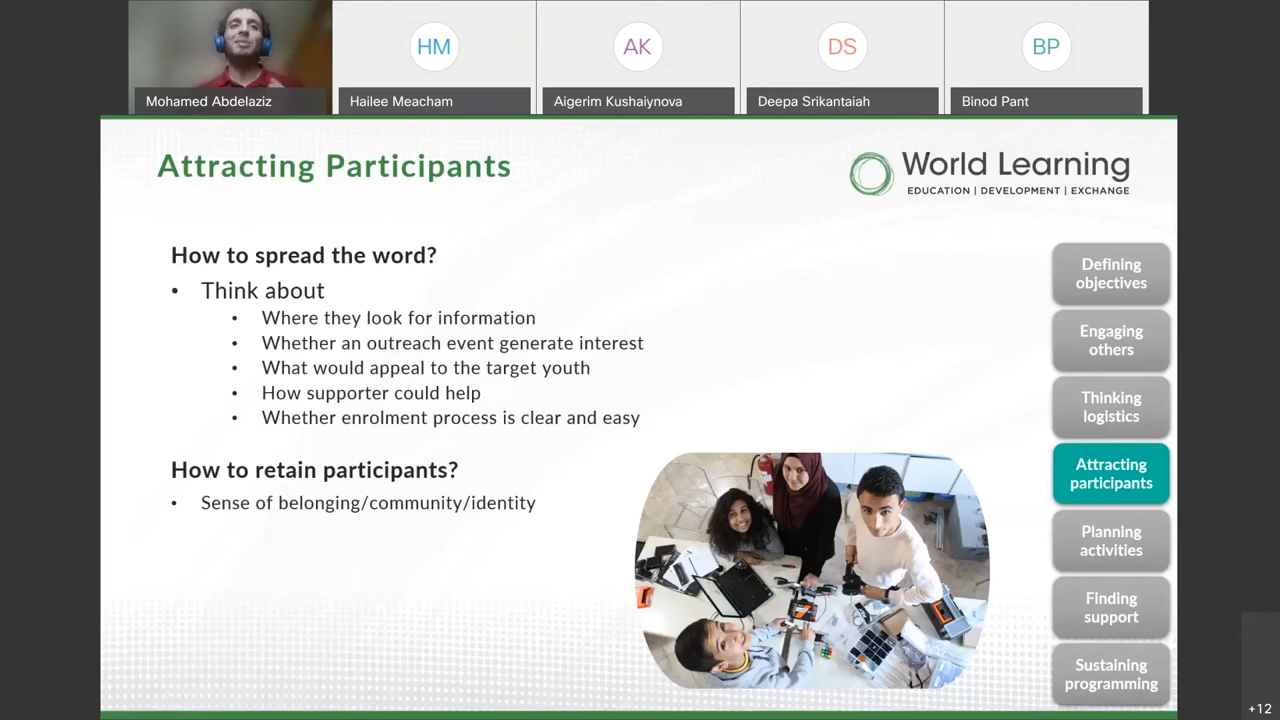 HM
AK
DS
BP
Mohamed Abdelaziz
Hailee Meacham
Aigerim Kushaiynova
Deepa Srikantaiah
Binod Pant
Attracting Participants
World Learning
EDUCATION | DEVELOPMENT | EXCHANGE
How to spread the word?
• Think about
• Where they look for information
• Whether an outreach event generate interest
• What would appeal to the target youth
• How supporter could help
• Whether enrolment process is clear and easy
How to retain participants?
• Sense of belonging/community/identity
Defining
objectives
Engaging
others
Thinking
logistics
Attracting
participants
Planning
activities
Finding
support
Sustaining
programming
+12